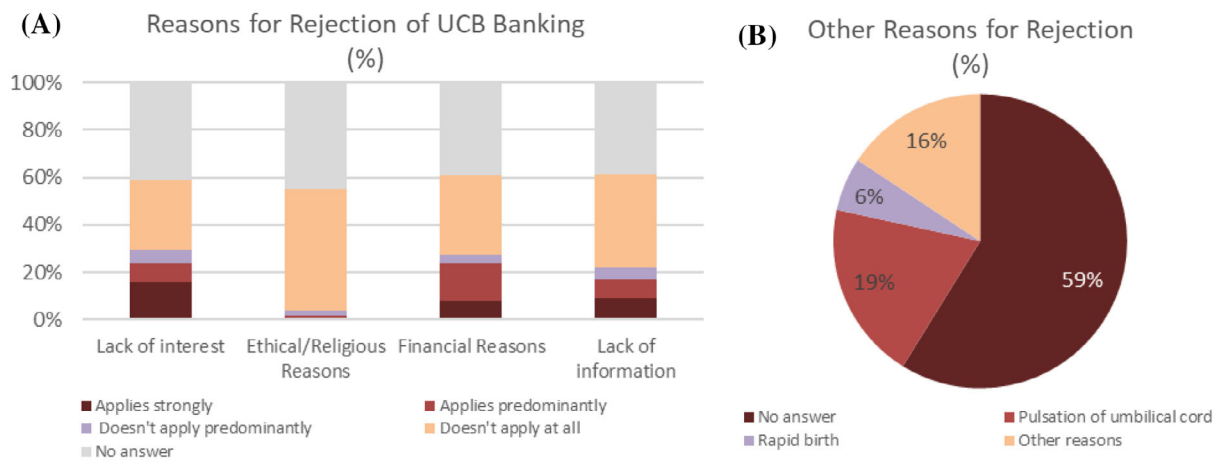 (A)
Reasons for Rejection of UCB Banking
(%)
100%
80%
60%
40%
20%
0%
Lack of interest
Ethical/Religious
Reasons
Financial Reasons
Lack of
information
Applies strongly
Applies predominantly
Doesn't apply predominantly
Doesn't apply at all
No answer
(B)
Other Reasons for Rejection
(%)
16%
6%
19%
59%
No answer
Pulsation of umbilical cord
Rapid birth
Other reasons